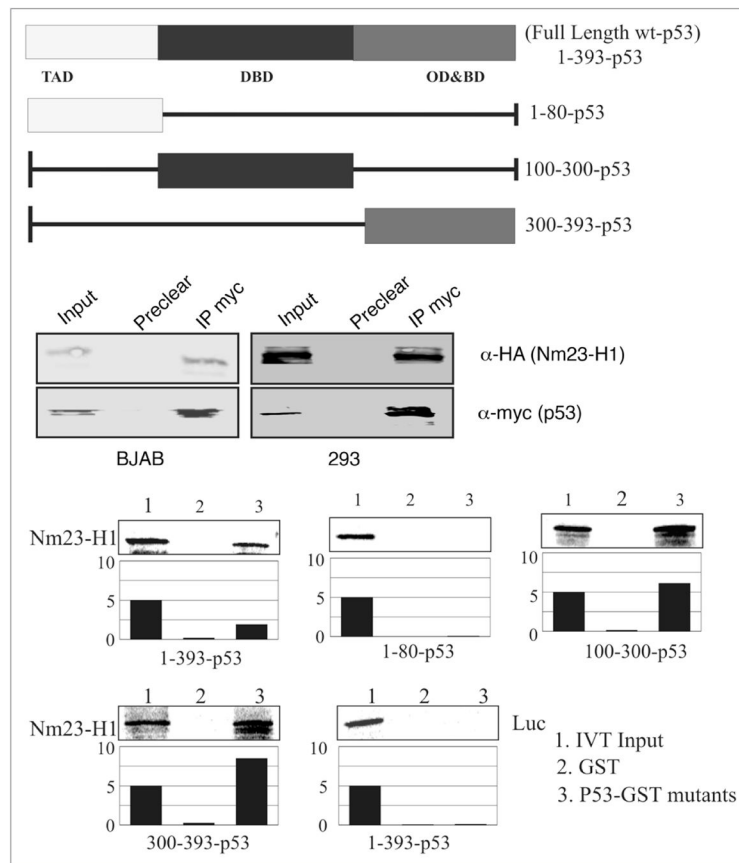 (Full Length wt-p53)
1-393-p53
TAD DBD OD&BD
1-80-p53
100-300-p53
300-393-p53
Input Preclear IP myc Input Preclear IP myc
α-HA (Nm23-H1)
α-myc (p53)
BJAB 293
1 2 3 1 2 3 1 2 3
Nm23-H1
10 10 10
5 5 5
0 0 0
1-393-p53 1-80-p53 100-300-p53
1 2 3 1 2 3
Nm23-H1 Luc
10 10
5 5
0 0
300-393-p53 1-393-p53
1. IVT Input
2. GST
3. P53-GST mutants